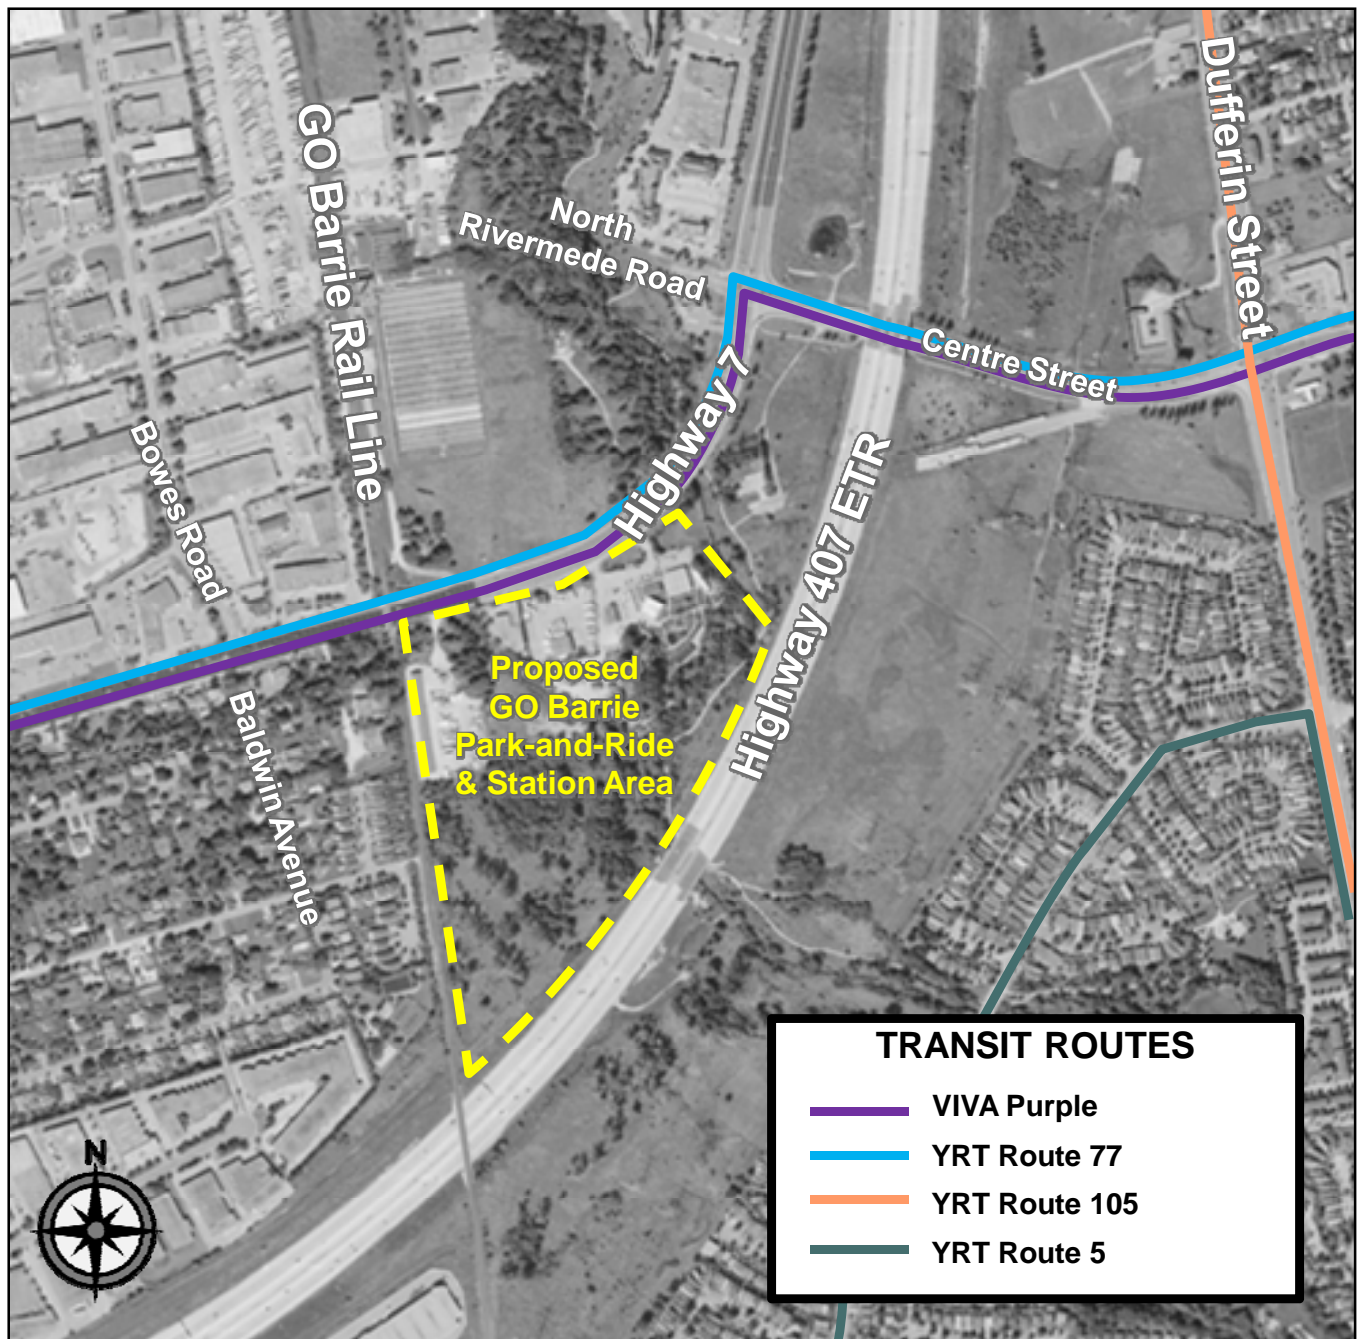 Dufferin Street
GO Barrie Rail Line
North
Rivermede Road
Centre Street
Highway 7
Bowes Road
Highway 407 ETR
Proposed
GO Barrie
Park-and-Ride
& Station Area
Baldwin Avenue
TRANSIT ROUTES
VIVA Purple
YRT Route 77
YRT Route 105
YRT Route 5
N